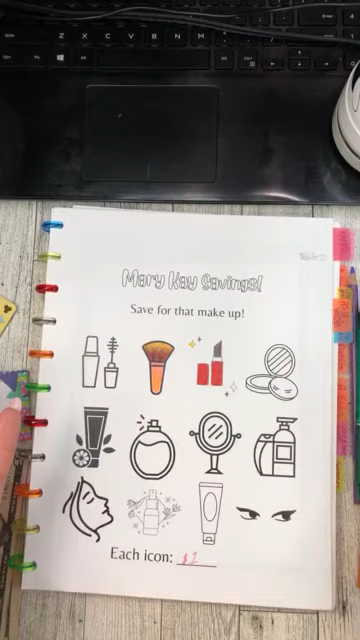 Z X C V B N M
Mary Kay Savings!
Save for that make up!
Each icon: $2